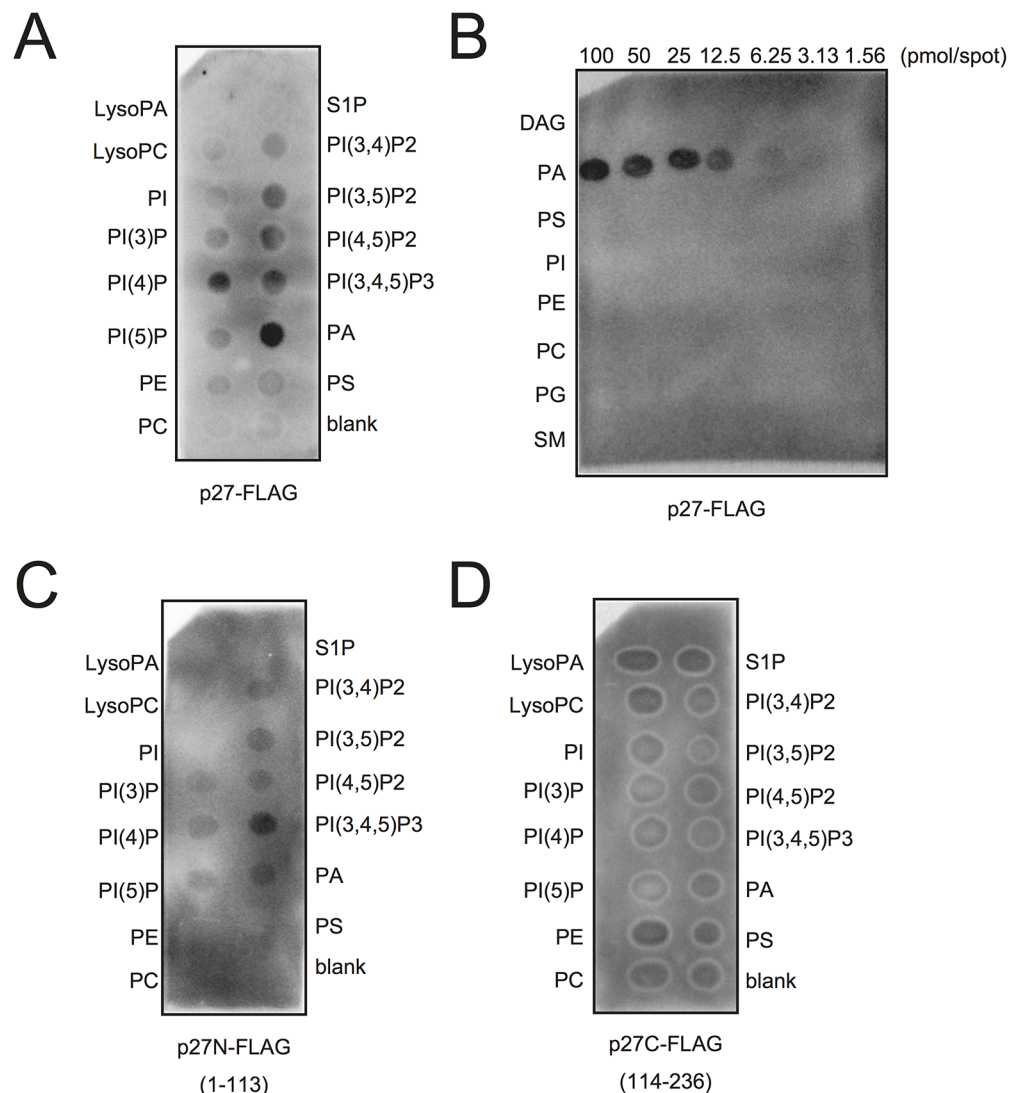 A
LysoPA
LysoPC
PI
PI(3)P
PI(4)P
PI(5)P
PE
PC
S1P
PI(3,4)P2
PI(3,5)P2
PI(4,5)P2
PI(3,4,5)P3
PA
PS
blank
p27-FLAG
B
100 50 25 12.5 6.25 3.13 1.56 (pmol/spot)
DAG
PA
PS
PI
PE
PC
PG
SM
p27-FLAG
C
LysoPA
LysoPC
PI
PI(3)P
PI(4)P
PI(5)P
PE
PC
S1P
PI(3,4)P2
PI(3,5)P2
PI(4,5)P2
PI(3,4,5)P3
PA
PS
blank
p27N-FLAG
(1-113)
D
LysoPA
LysoPC
PI
PI(3)P
PI(4)P
PI(5)P
PE
PC
S1P
PI(3,4)P2
PI(3,5)P2
PI(4,5)P2
PI(3,4,5)P3
PA
PS
blank
p27C-FLAG
(114-236)